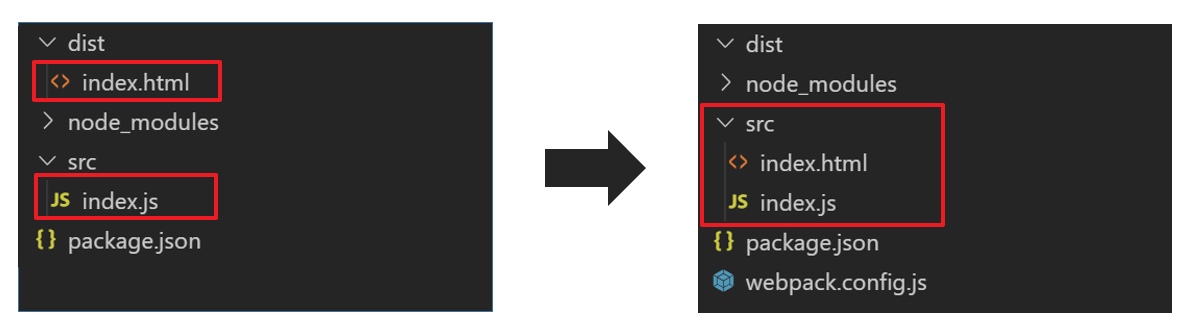 dist
<> index.html
node_modules
src
JS index.js
{} package.json
dist
node_modules
src
<> index.html
JS index.js
{} package.json
webpack.config.js